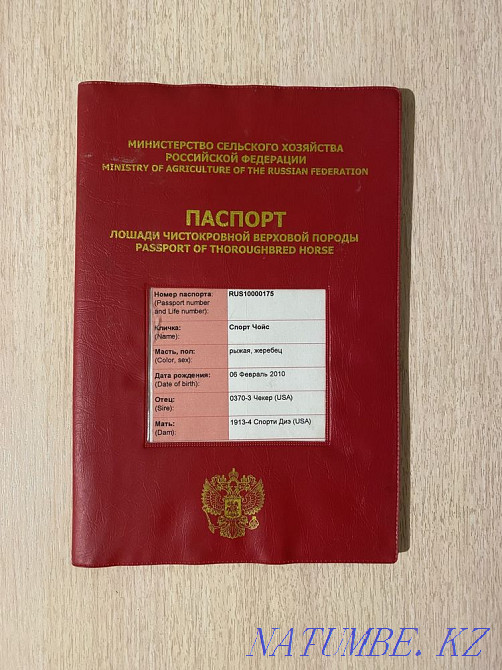 МИНИСТЕРСТВО СЕЛЬСКОГО ХОЗЯЙСТВА
РОССИЙСКОЙ ФЕДЕРАЦИИ
MINISTRY OF AGRICULTURE OF THE RUSSIAN FEDERATION
ПАСПОРТ
ЛОШАДИ ЧИСТОКРОВНОЙ ВЕРХОВОЙ ПОРОДЫ
PASSPORT OF THOROUGHBRED HORSE
Номер паспорта: RUS10000175
(Passport number
and Life number):
Кличка: Спорт Чойс
(Name):
Масть, пол: рыжая, жеребец
(Color, sex):
Дата рождения: 06 Февраль 2010
(Date of birth):
Отец: 0370-3 Чекер (USA)
(Sire):
Мать: 1913-4 Спорти Диэ (USA)
(Dam):
NATUMBE.KZ